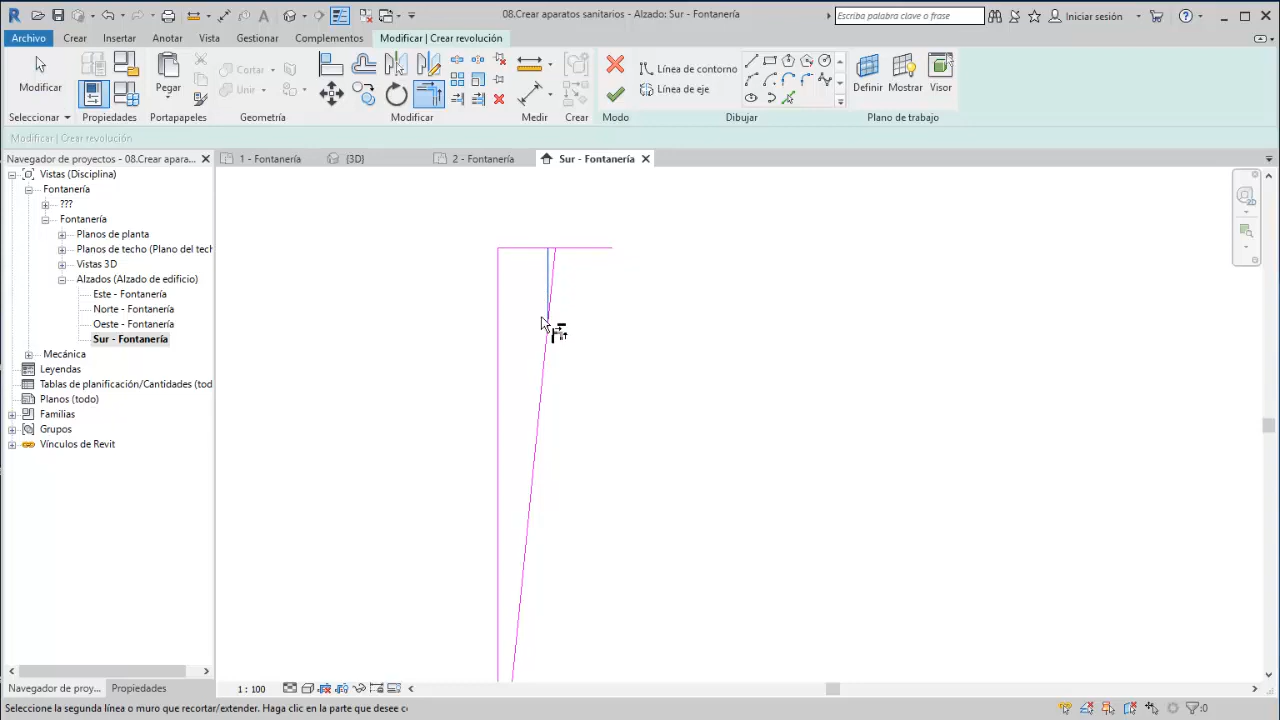 08.Crear aparatos sanitarios - Alzado: Sur - Fontanería
Escriba palabra clave o frase
Iniciar sesión
Archivo
Crear
Insertar
Anotar
Vista
Gestionar
Complementos
Modificar | Crear revolución
Modificar
Pegar
Cortar
Unir
Línea de contorno
Línea de eje
Definir
Mostrar
Visor
Seleccionar
Propiedades
Portapapeles
Geometría
Modificar
Medir
Crear
Modo
Dibujar
Plano de trabajo
Modificar | Crear revolución
Navegador de proyectos - 08.Crear apara...
1 - Fontanería
{3D}
2 - Fontanería
Sur - Fontanería
Vistas (Disciplina)
Fontanería
???
Fontanería
Planos de planta
Planos de techo (Plano del tech
Vistas 3D
Alzados (Alzado de edificio)
Este - Fontanería
Norte - Fontanería
Oeste - Fontanería
Sur - Fontanería
Mecánica
Leyendas
Tablas de planificación/Cantidades (tod
Planos (todo)
Familias
Grupos
Vínculos de Revit
Navegador de proy...
Propiedades
1 : 100
Seleccione la segunda línea o muro que recortar/extender. Haga clic en la parte que desee c
:0